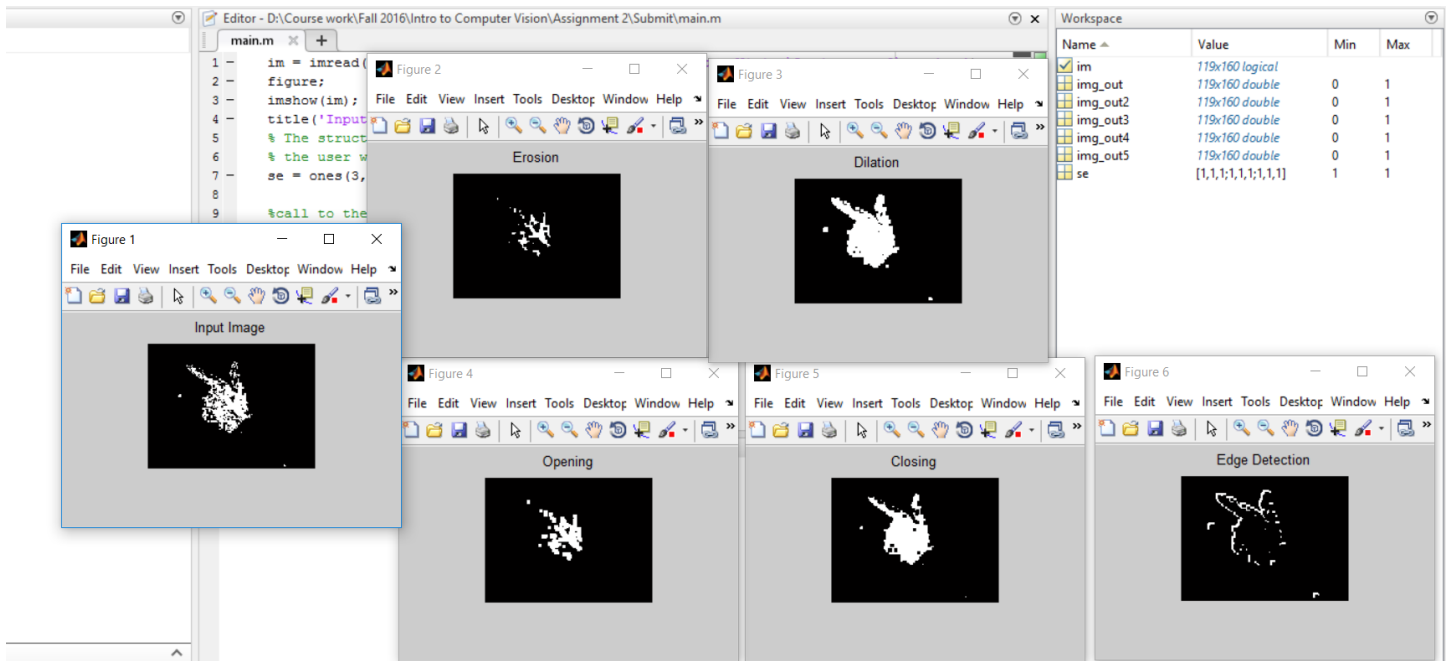 Editor - D:\Course work\Fall 2016\Intro to Computer Vision\Assignment 2\Submit\main.m
main.m
1 im = imread(
2 figure;
3 imshow(im);
4 title('Input
5 % The struct
6 % the user w
7 se = ones(3,
8
9 %call to the
Figure 2
File Edit View Insert Tools Desktop Window Help
Erosion
Figure 3
File Edit View Insert Tools Desktop Window Help
Dilation
Workspace
Name Value Min Max
im 119x160 logical
img_out 119x160 double 0 1
img_out2 119x160 double 0 1
img_out3 119x160 double 0 1
img_out4 119x160 double 0 1
img_out5 119x160 double 0 1
se [1,1,1;1,1,1;1,1,1] 1 1
Figure 1
File Edit View Insert Tools Desktop Window Help
Input Image
Figure 4
File Edit View Insert Tools Desktop Window Help
Opening
Figure 5
File Edit View Insert Tools Desktop Window Help
Closing
Figure 6
File Edit View Insert Tools Desktop Window Help
Edge Detection